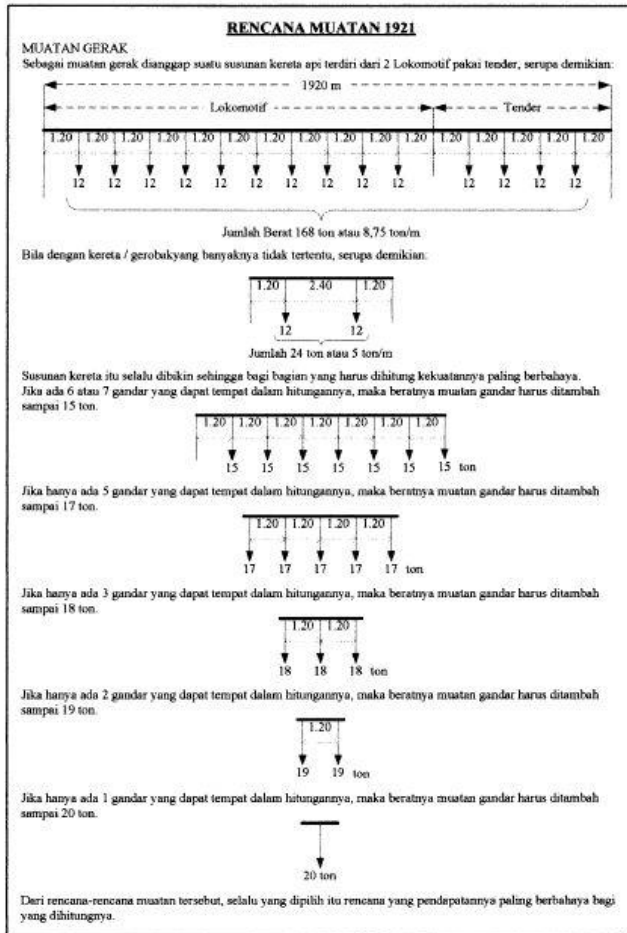 RENCANA MUATAN 1921
MUATAN GERAK
Sebagai muatan gerak dianggap suatu susunan kereta api terdiri dari 2 Lokomotif pakai tender, serupa demikian:
1920 m
Lokomotif Tender
1.20 1.20 1.20 1.20 1.20 1.20 1.20 1.20 1.20 1.20 1.20 1.20 1.20 1.20 1.20 1.20
12 12 12 12 12 12 12 12 12 12 12 12 12 12
Jumlah Berat 168 ton atau 8,75 ton/m
Bila dengan kereta / gerobakyang banyaknya tidak tertentu, serupa demikian:
1.20 2.40 1.20
12 12
Jumlah 24 ton atau 5 ton/m
Susunan kereta itu selalu dibikin sehingga bagi bagian yang harus dihitung kekuatannya paling berbahaya.
Jika ada 6 atau 7 gandar yang dapat tempat dalam hitungannya, maka beratnya muatan gandar harus ditambah
sampai 15 ton.
1.20 1.20 1.20 1.20 1.20 1.20 1.20
15 15 15 15 15 15 15 ton
Jika hanya ada 5 gandar yang dapat tempat dalam hitungannya, maka beratnya muatan gandar harus ditambah
sampai 17 ton.
1.20 1.20 1.20 1.20
17 17 17 17 17 ton
Jika hanya ada 3 gandar yang dapat tempat dalam hitungannya, maka beratnya muatan gandar harus ditambah
sampai 18 ton.
1.20 1.20
18 18 18 ton
Jika hanya ada 2 gandar yang dapat tempat dalam hitungannya, maka beratnya muatan gandar harus ditambah
sampai 19 ton.
1.20
19 19 ton
Jika hanya ada 1 gandar yang dapat tempat dalam hitungannya, maka beratnya muatan gandar harus ditambah
sampai 20 ton.
20 ton
Dari rencana-rencana muatan tersebut, selalu yang dipilih itu rencana yang pendapatannya paling berbahaya bagi
yang dihitungnya.